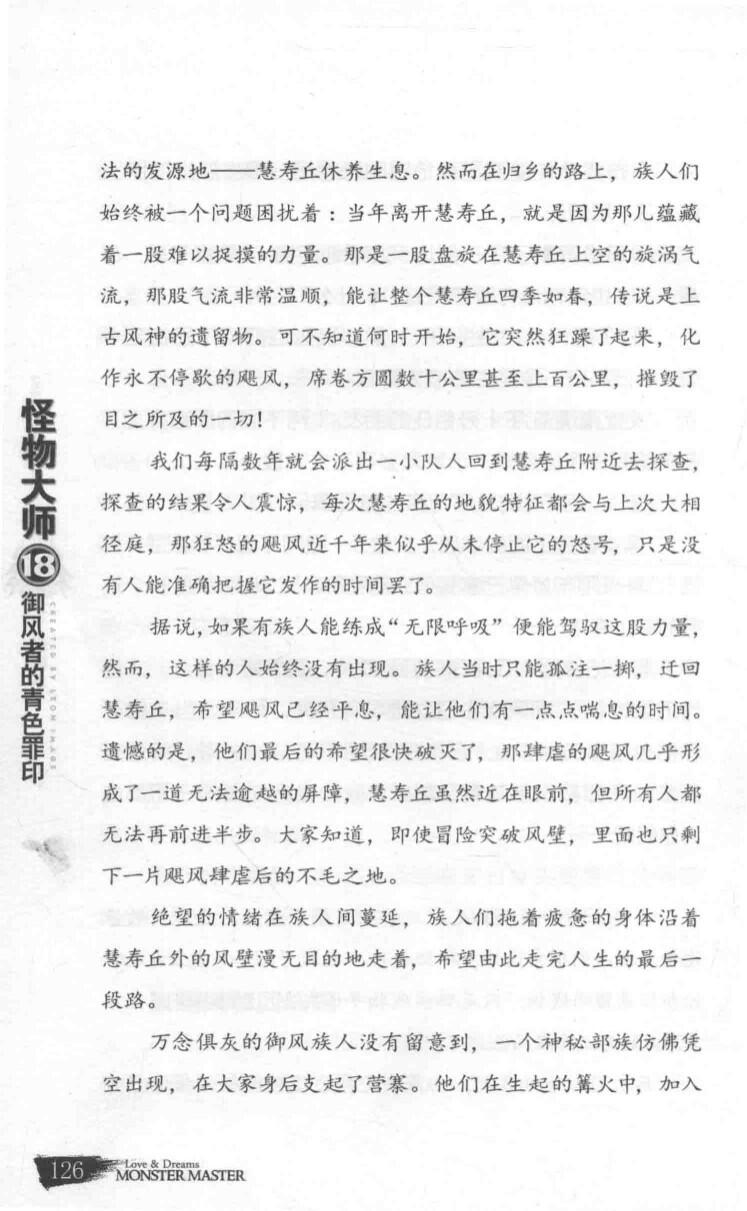 法的发源地——慧寿丘休养生息。然而在归乡的路上，族人们
始终被一个问题困扰着：当年离开慧寿丘，就是因为那儿蕴藏
着一股难以捉摸的力量。那是一股盘旋在慧寿丘上空的旋涡气
流，那股气流非常温顺，能让整个慧寿丘四季如春，传说是上
古风神的遗留物。可不知道何时开始，它突然狂躁了起来，化
作永不停歇的飓风，席卷方圆数十公里甚至上百公里，摧毁了
目之所及的一切！
我们每隔数年就会派出一小队人回到慧寿丘附近去探查，
探查的结果令人震惊，每次慧寿丘的地貌特征都会与上次大相
径庭，那狂怒的飓风近千年来似乎从未停止它的怒号，只是没
有人能准确把握它发作的时间罢了。
据说，如果有族人能练成“无限呼吸”便能驾驭这股力量，
然而，这样的人始终没有出现。族人当时只能孤注一掷，迁回
慧寿丘，希望飓风已经平息，能让他们有一点点喘息的时间。
遗憾的是，他们最后的希望很快破灭了，那肆虐的飓风几乎形
成了一道无法逾越的屏障，慧寿丘虽然近在眼前，但所有人都
无法再前进半步。大家知道，即使冒险突破风壁，里面也只剩
下一片飓风肆虐后的不毛之地。
绝望的情绪在族人间蔓延，族人们拖着疲惫的身体沿着
慧寿丘外的风壁漫无目的地走着，希望由此走完人生的最后一
段路。
万念俱灰的御风族人没有留意到，一个神秘部族仿佛凭
空出现，在大家身后支起了营寨。他们在生起的篝火中，加入
怪物大师⑱御风者的青色罪印
CREATED BY LEON IMAGE
126
Love & Dreams
MONSTER MASTER